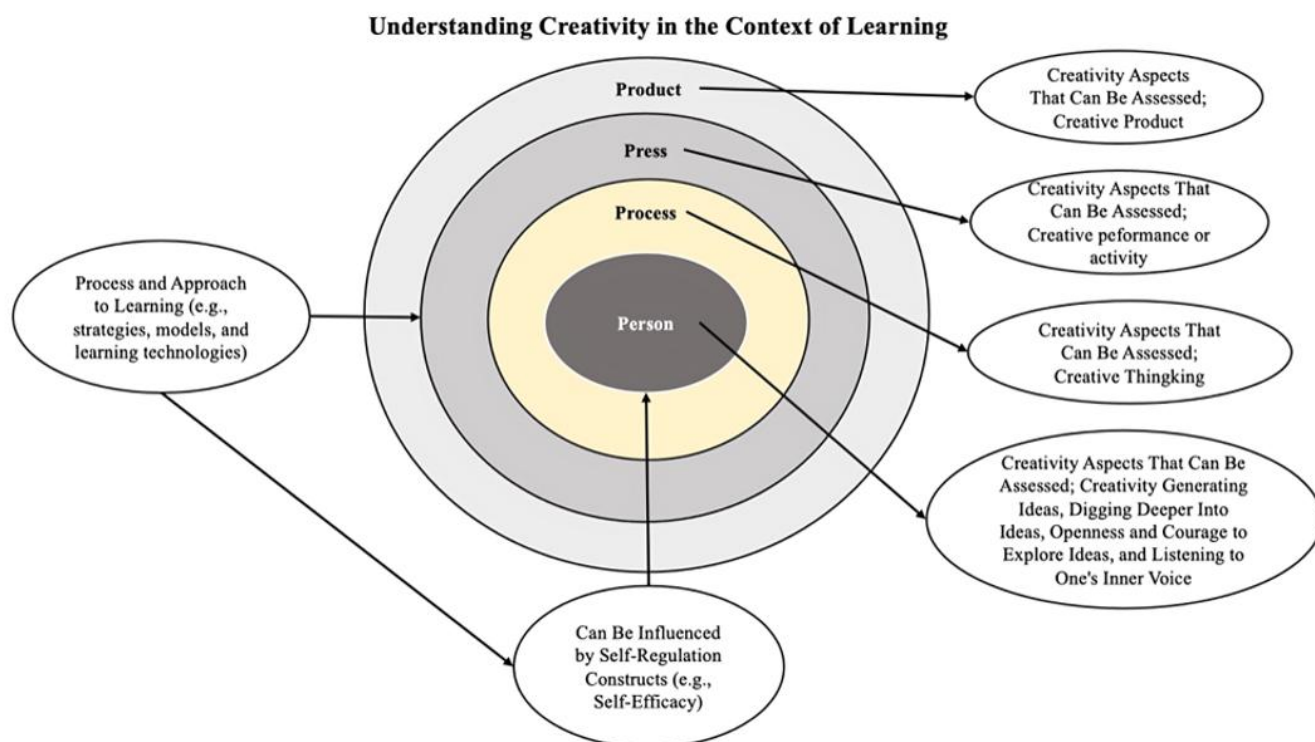 Understanding Creativity in the Context of Learning
Product
Creativity Aspects
That Can Be Assessed;
Creative Product
Press
Creativity Aspects That
Can Be Assessed;
Creative peformance or
activity
Process
Creativity Aspects That
Can Be Assessed;
Creative Thingking
Process and Approach
to Learning (e.g.,
strategies, models, and
learning technologies)
Person
Creativity Aspects That Can Be
Assessed; Creativity Generating
Ideas, Digging Deeper Into
Ideas, Openness and Courage to
Explore Ideas, and Listening to
One's Inner Voice
Can Be Influenced
by Self-Regulation
Constructs (e.g.,
Self-Efficacy)